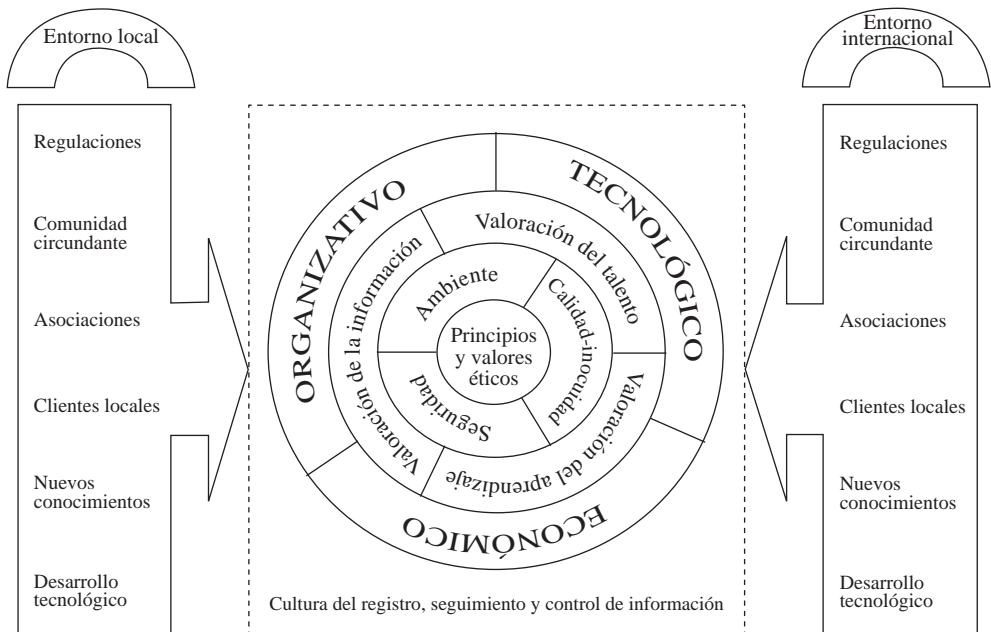 Entorno local
Regulaciones
Comunidad
circundante
Asociaciones
Clientes locales
Nuevos
conocimientos
Desarrollo
tecnológico
ORGANIZATIVO
TECNOLÓGICO
ECONÓMICO
Valoración de la información
Valoración del talento
Valoración del aprendizaje
Ambiente
Calidad-inocuidad
Seguridad
Principios
y valores
éticos
Cultura del registro, seguimiento y control de información
Entorno
internacional
Regulaciones
Comunidad
circundante
Asociaciones
Clientes locales
Nuevos
conocimientos
Desarrollo
tecnológico